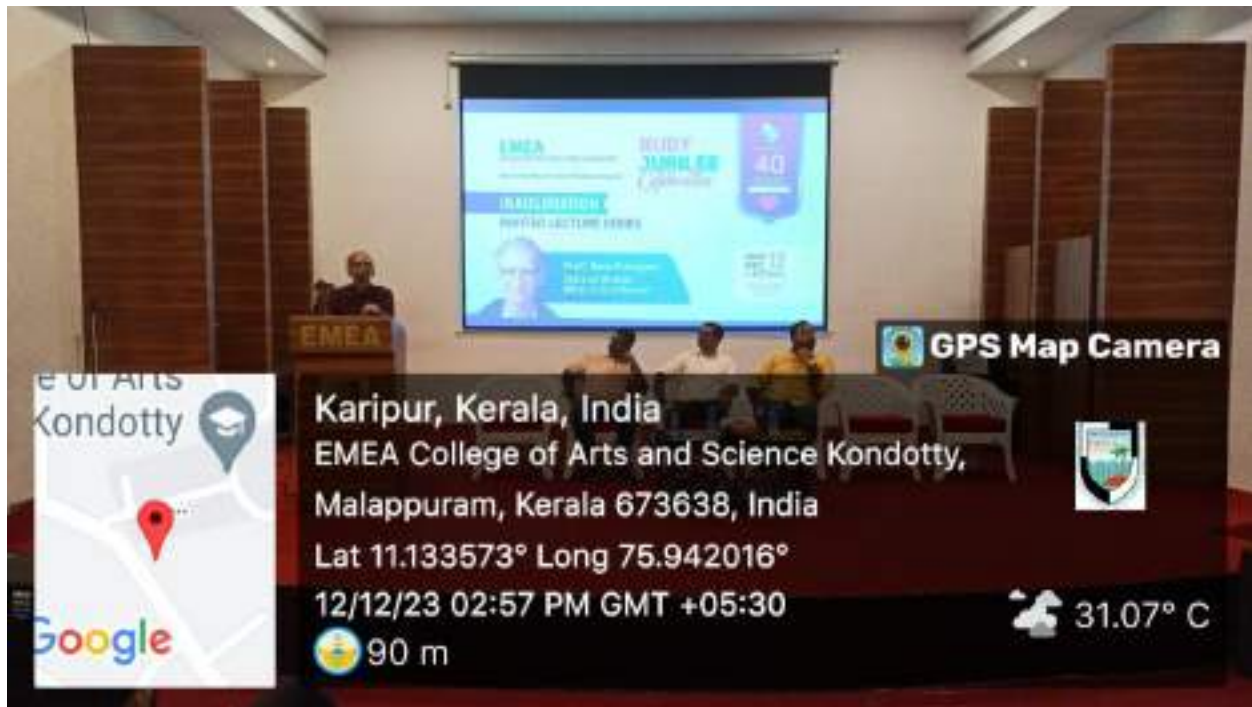 EMEA
RUBY
JUBILEE
Celebration
40
INAUGURATION
INVITED LECTURE SERIES
EMEA
GPS Map Camera
e of Arts
Kondotty
Google
Karipur, Kerala, India
EMEA College of Arts and Science Kondotty,
Malappuram, Kerala 673638, India
Lat 11.133573° Long 75.942016°
12/12/23 02:57 PM GMT +05:30
90 m
31.07° C